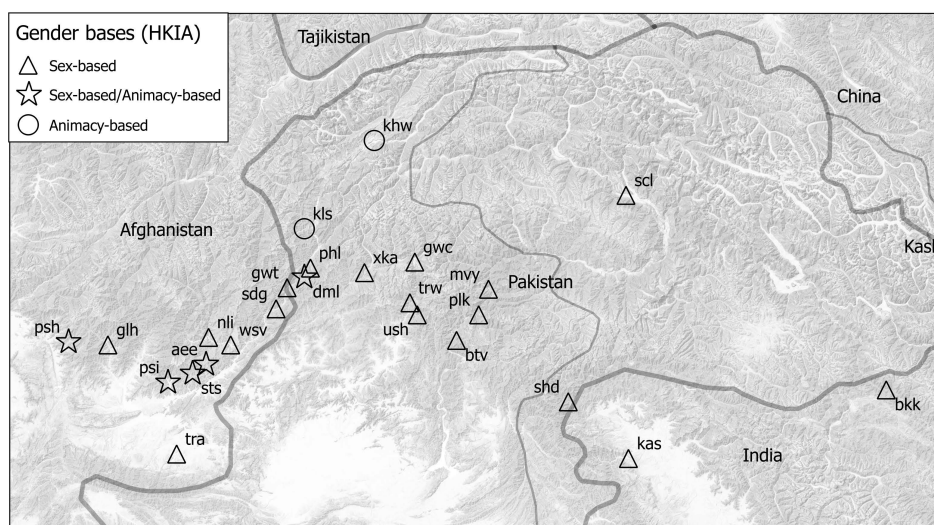 Gender bases (HKIA)
Sex-based
Sex-based/Animacy-based
Animacy-based
Tajikistan
China
khw
scl
kls
Afghanistan
Kash
phl
xka
gwc
gwt
dml
mvy
Pakistan
sdg
trw
plk
psh
glh
nli
wsv
ush
aee
btv
psi
sts
shd
bkk
tra
kas
India